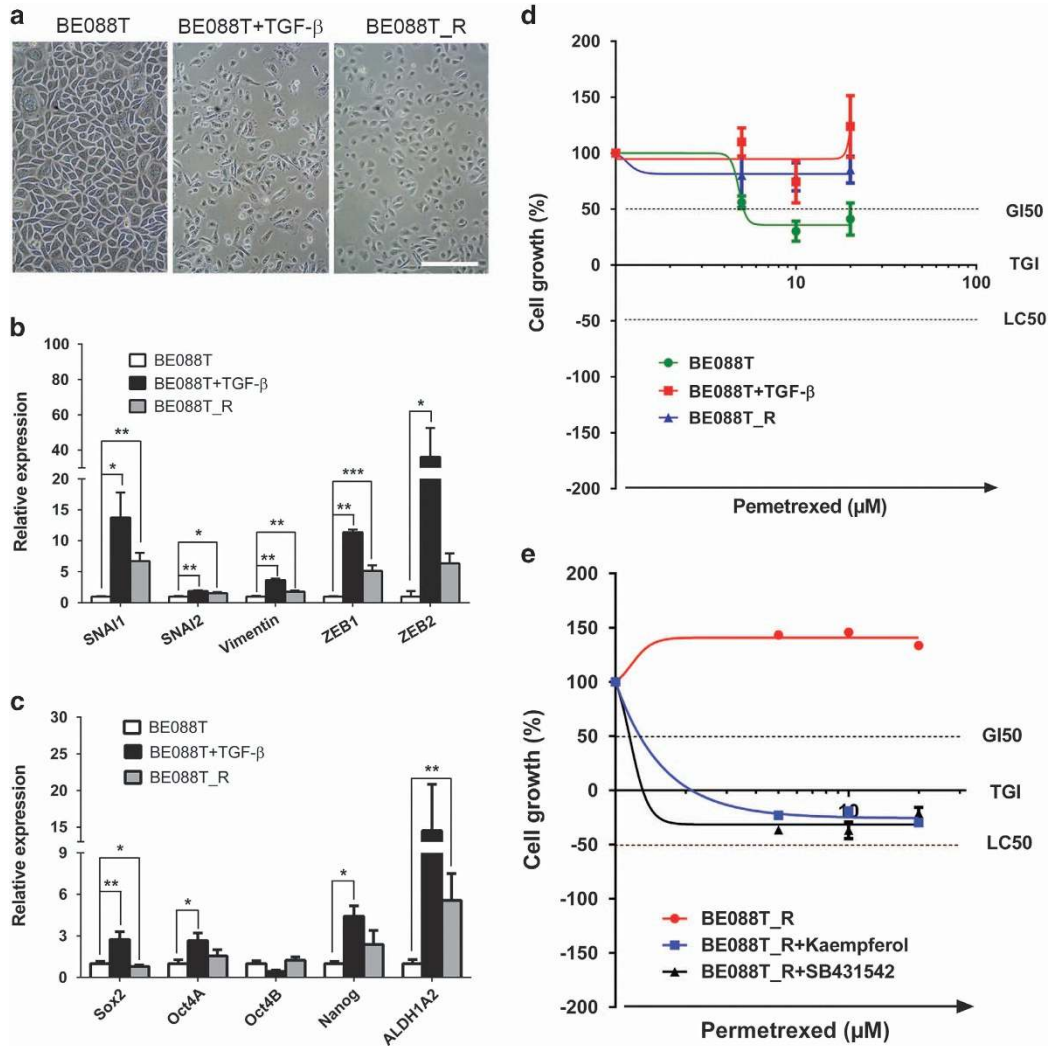 a
BE088T BE088T+TGF-β BE088T_R
b
100
80
60
40
20
15
10
5
0
Relative expression
BE088T
BE088T+TGF-β
BE088T_R
** * ** * ** ** ** *** *
SNAI1 SNAI2 Vimentin ZEB1 ZEB2
c
30
25
20
15
9
6
3
0
Relative expression
BE088T
BE088T+TGF-β
BE088T_R
* ** * * **
Sox2 Oct4A Oct4B Nanog ALDH1A2
d
200
150
100
50
0
-50
-100
-150
-200
Cell growth (%)
GI50
TGI
LC50
10 100
BE088T
BE088T+TGF-β
BE088T_R
Pemetrexed (µM)
e
200
150
100
50
0
-50
-100
-150
-200
Cell growth (%)
GI50
TGI
LC50
10
BE088T_R
BE088T_R+Kaempferol
BE088T_R+SB431542
Permetrexed (µM)